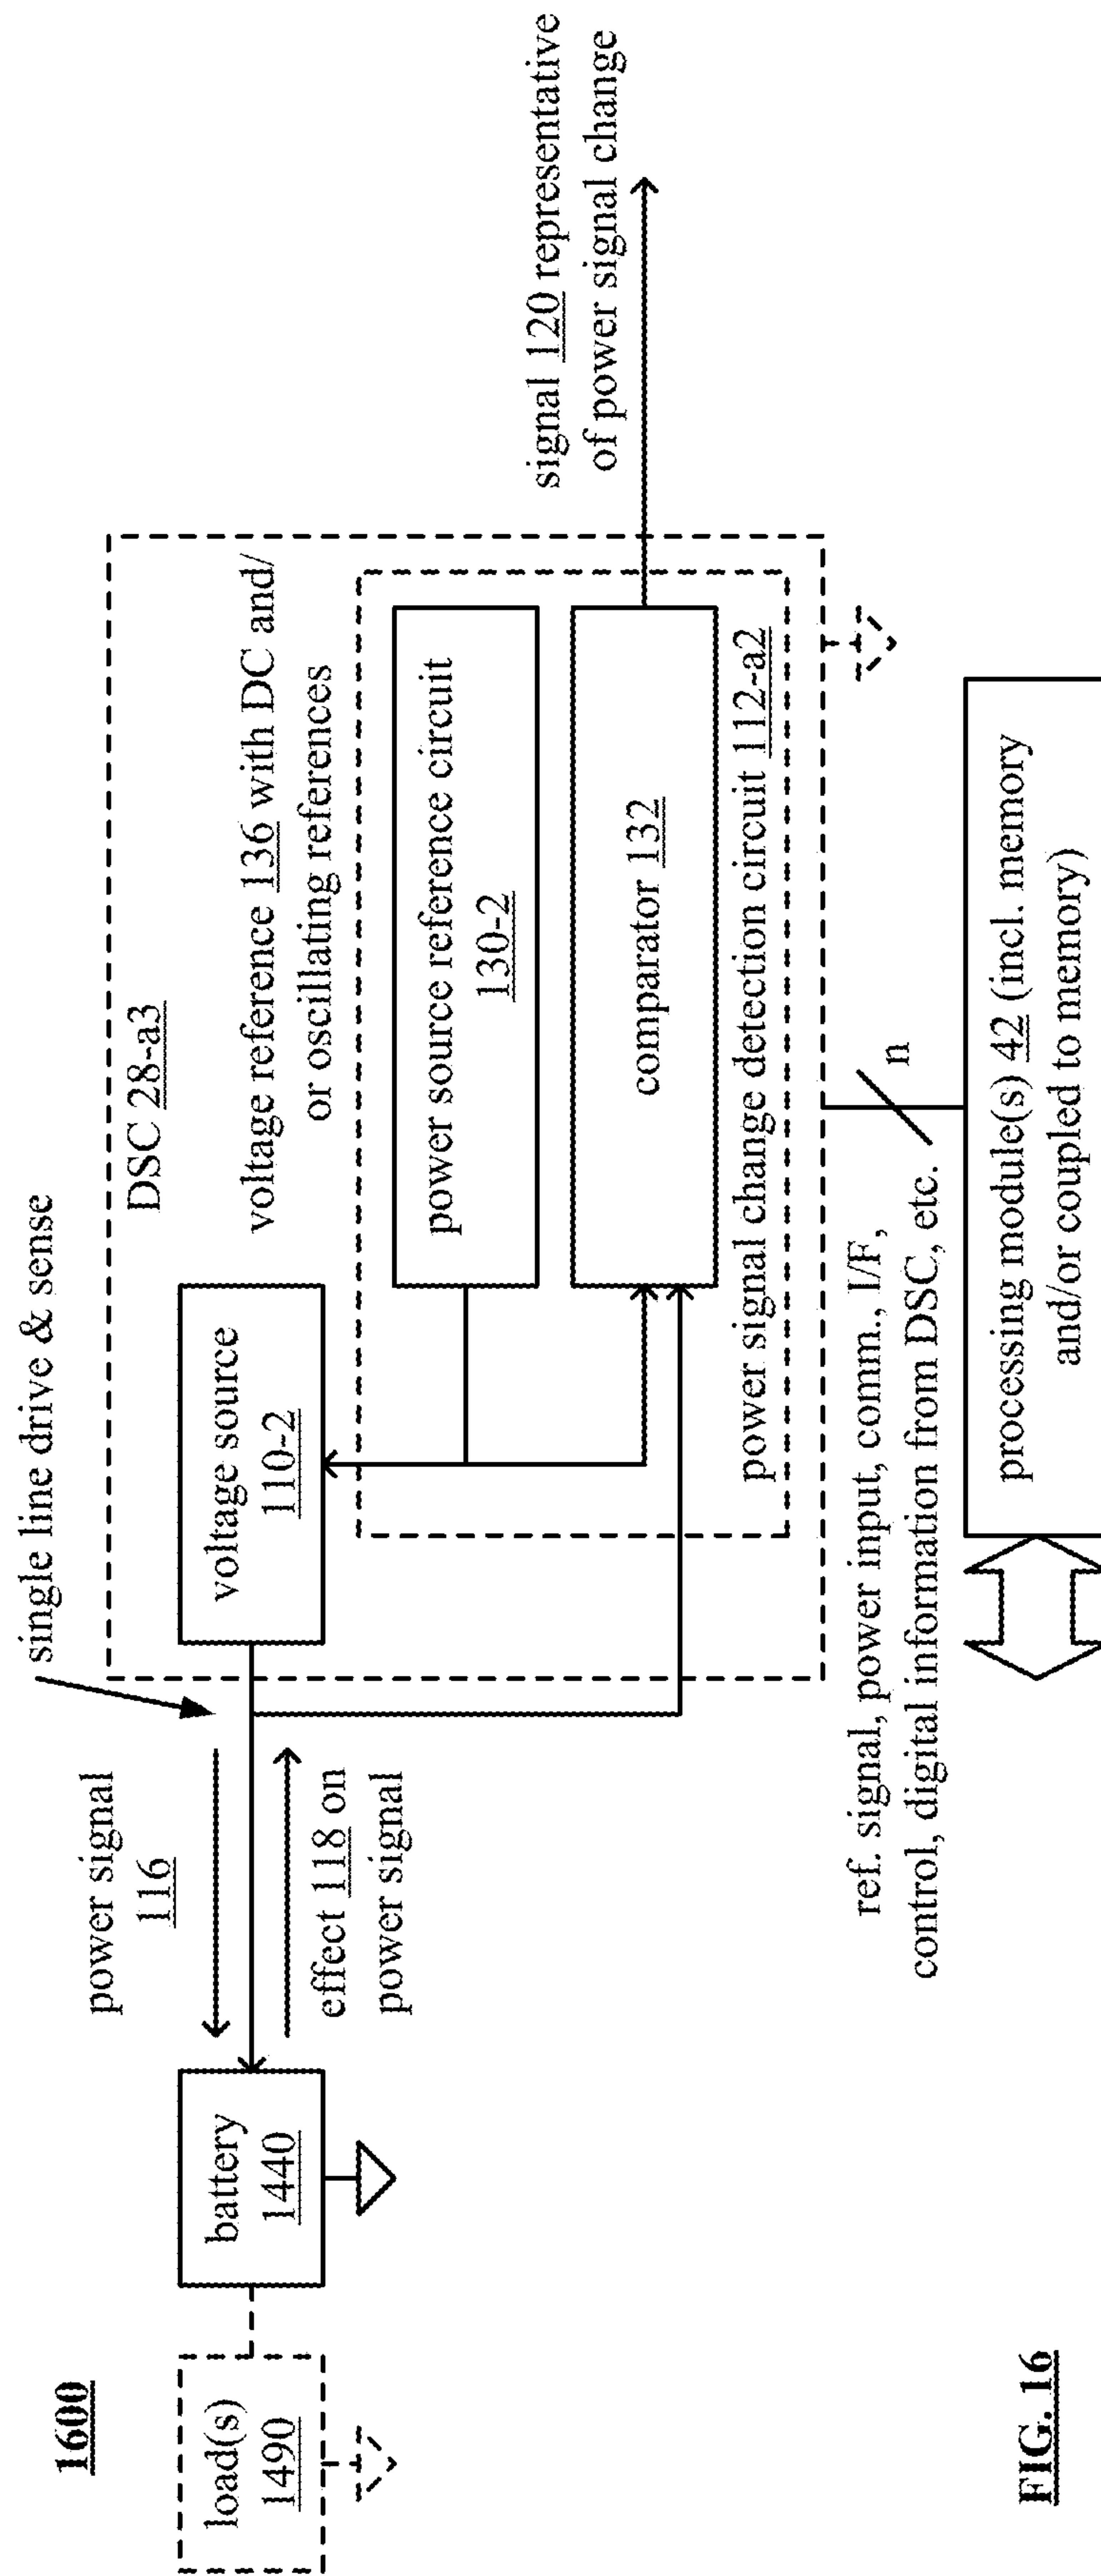 1600
single line drive & sense
DSC 28-a3
power signal
116
voltage source
110-2
voltage reference 136 with DC and/
or oscillating references
load(s)
1490
battery
1440
effect 118 on
power signal
power source reference circuit
130-2
comparator 132
power signal change detection circuit 112-a2
signal 120 representative
of power signal change
ref. signal, power input, comm., I/F,
control, digital information from DSC, etc.
n
processing module(s) 42 (incl. memory
and/or coupled to memory)
FIG. 16